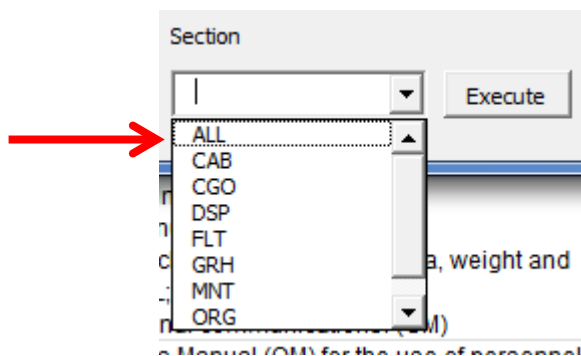 Section
Execute
ALL
CAB
CGO
DSP
FLT
GRH
a, weight and
MNT
ORG
M)
Manual (OM) for the use of personnel